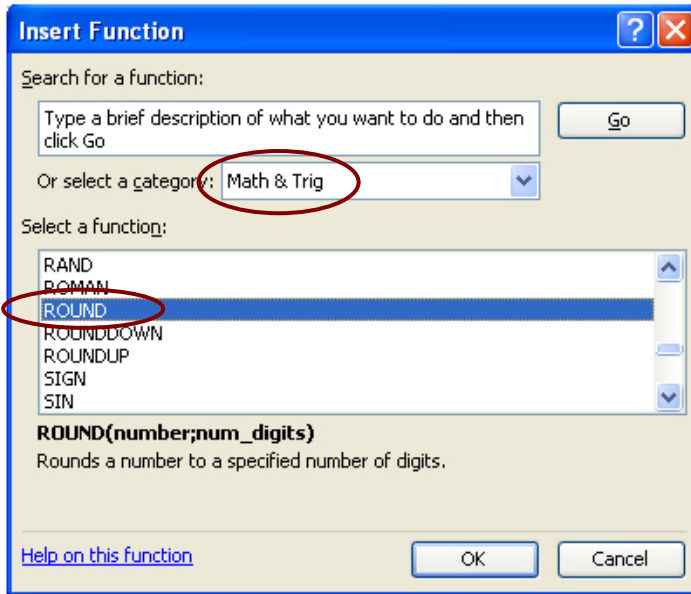 Insert Function
?
Search for a function:
Type a brief description of what you want to do and then
click Go
Go
Or select a category: Math & Trig
Select a function:
RAND
ROMAN
ROUND
ROUNDDOWN
ROUNDUP
SIGN
SIN
ROUND(number;num_digits)
Rounds a number to a specified number of digits.
Help on this function
OK
Cancel